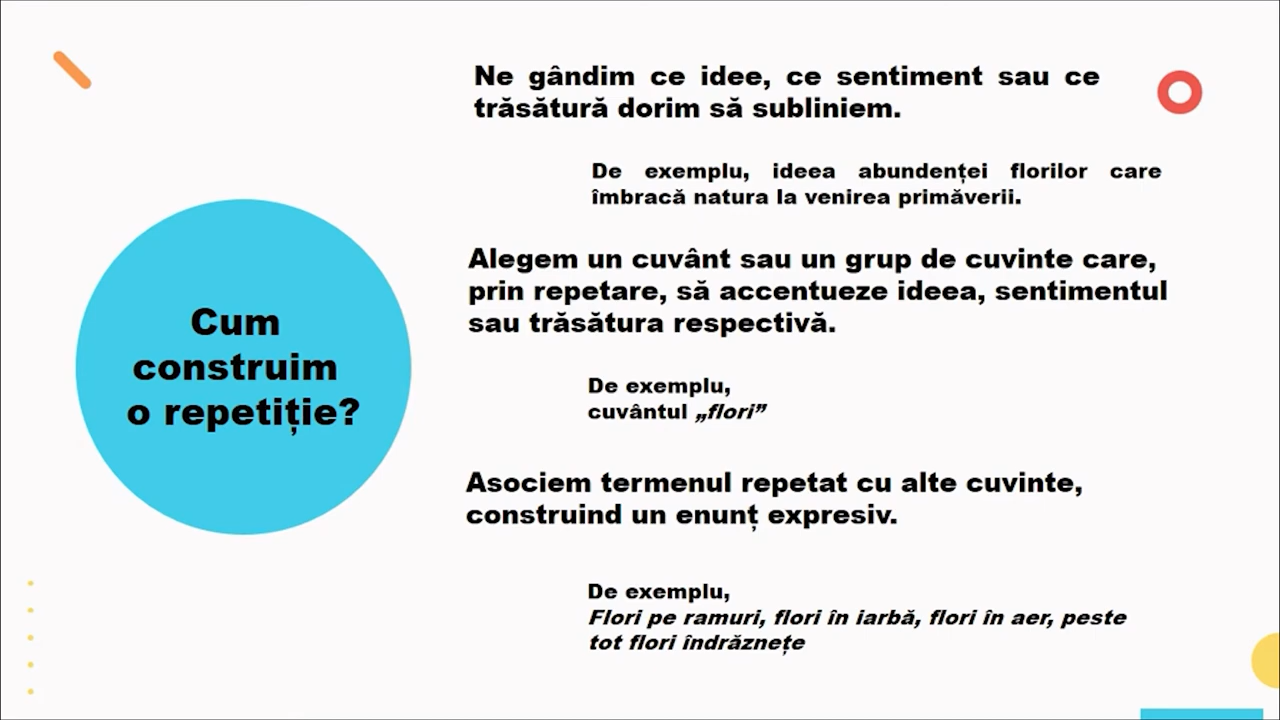 Cum
construim
o repetiție?
Ne gândim ce idee, ce sentiment sau ce
trăsătură dorim să subliniem.
De exemplu, ideea abundenței florilor care
îmbracă natura la venirea primăverii.
Alegem un cuvânt sau un grup de cuvinte care,
prin repetare, să accentueze ideea, sentimentul
sau trăsătura respectivă.
De exemplu,
cuvântul „flori”
Asociem termenul repetat cu alte cuvinte,
construind un enunț expresiv.
De exemplu,
Flori pe ramuri, flori în iarbă, flori în aer, peste
tot flori îndrăznețe